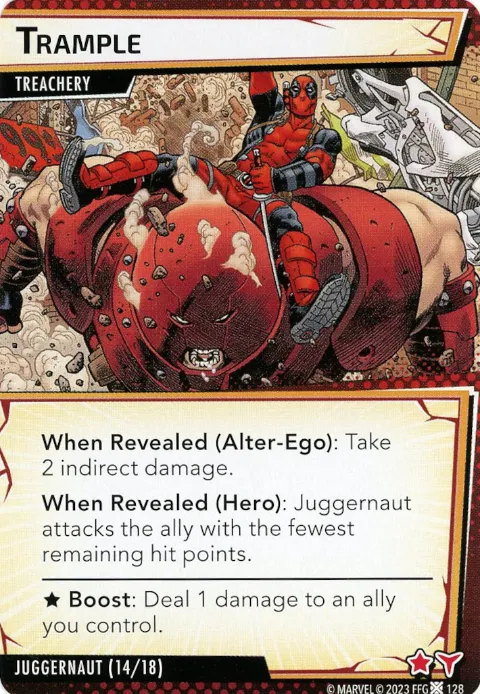 TRAMPLE
TREACHERY
When Revealed (Alter-Ego): Take
2 indirect damage.
When Revealed (Hero): Juggernaut
attacks the ally with the fewest
remaining hit points.
★ Boost: Deal 1 damage to an ally
you control.
JUGGERNAUT (14/18)
© MARVEL © 2023 FFG 128